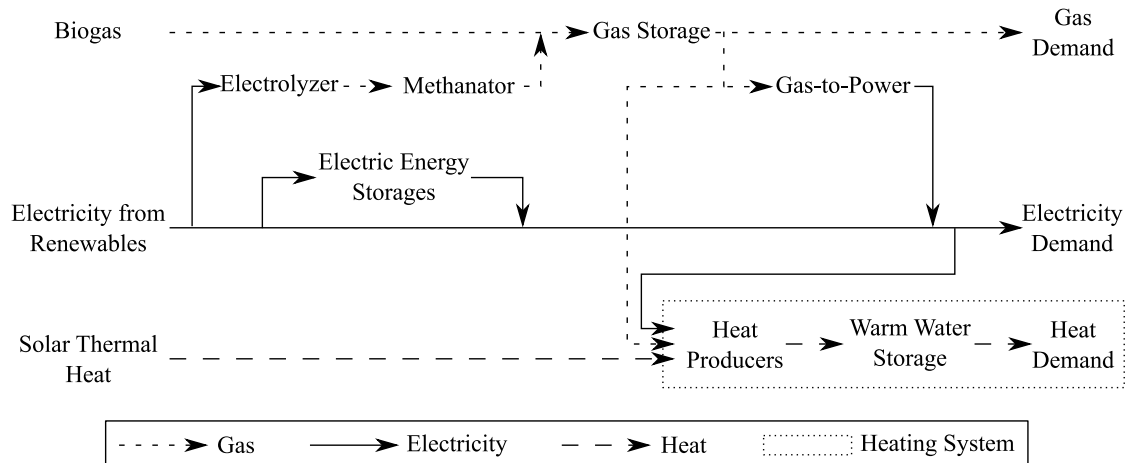 Biogas
Gas Storage
Gas
Demand
Electrolyzer
Methanator
Gas-to-Power
Electric Energy
Storages
Electricity from
Renewables
Electricity
Demand
Solar Thermal
Heat
Heat
Producers
Warm Water
Storage
Heat
Demand
Gas
Electricity
Heat
Heating System